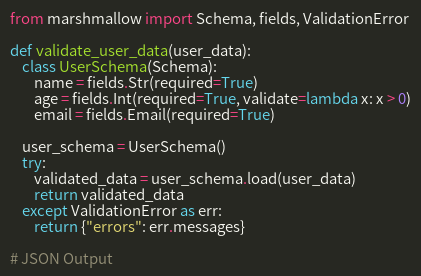 from marshmallow import Schema, fields, ValidationError

def validate_user_data(user_data):
    class UserSchema(Schema):
        name = fields.Str(required=True)
        age = fields.Int(required=True, validate=lambda x: x > 0)
        email = fields.Email(required=True)

    user_schema = UserSchema()
    try:
        validated_data = user_schema.load(user_data)
        return validated_data
    except ValidationError as err:
        return {"errors": err.messages}

# JSON Output